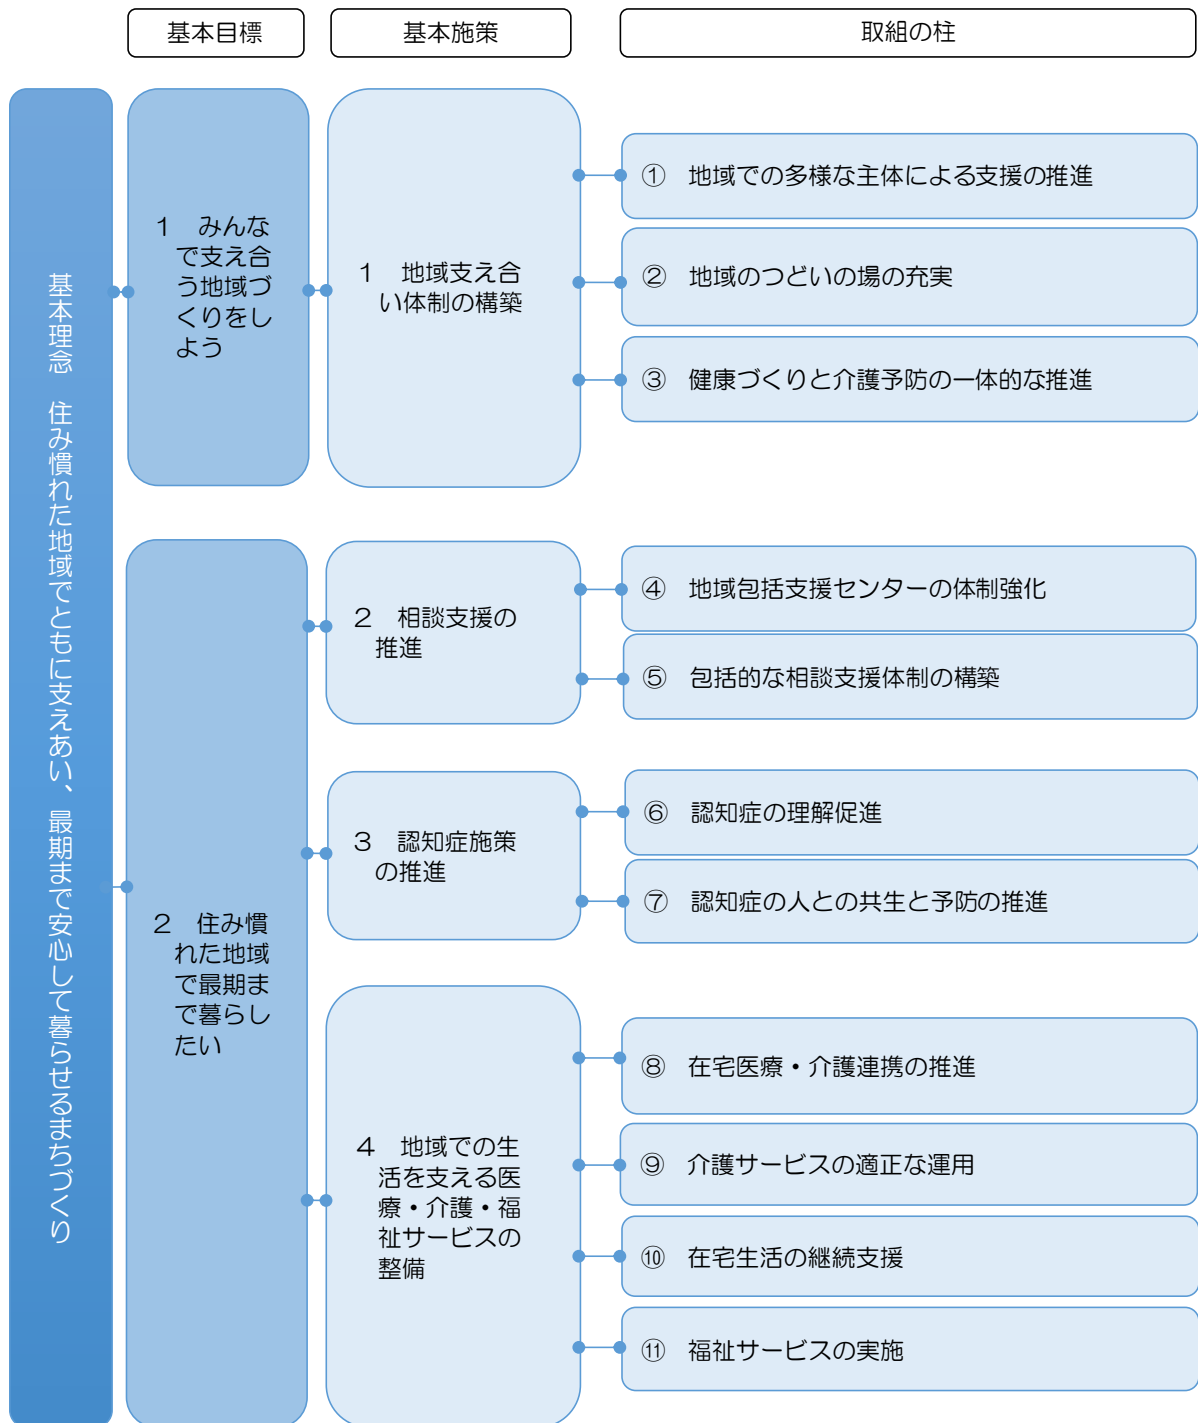 基本目標
基本施策
取組の柱
基本理念　住み慣れた地域でともに支えあい、最期まで安心して暮らせるまちづくり
１　みんな
で支え合
う地域づ
くりをし
よう
１　地域支え合
い体制の構築
①　地域での多様な主体による支援の推進
②　地域のつどいの場の充実
③　健康づくりと介護予防の一体的な推進
２　住み慣
れた地域
で最期ま
で暮らし
たい
２　相談支援の
推進
④　地域包括支援センターの体制強化
⑤　包括的な相談支援体制の構築
３　認知症施策
の推進
⑥　認知症の理解促進
⑦　認知症の人との共生と予防の推進
４　地域での生
活を支える医
療・介護・福
祉サービスの
整備
⑧　在宅医療・介護連携の推進
⑨　介護サービスの適正な運用
⑩　在宅生活の継続支援
⑪　福祉サービスの実施